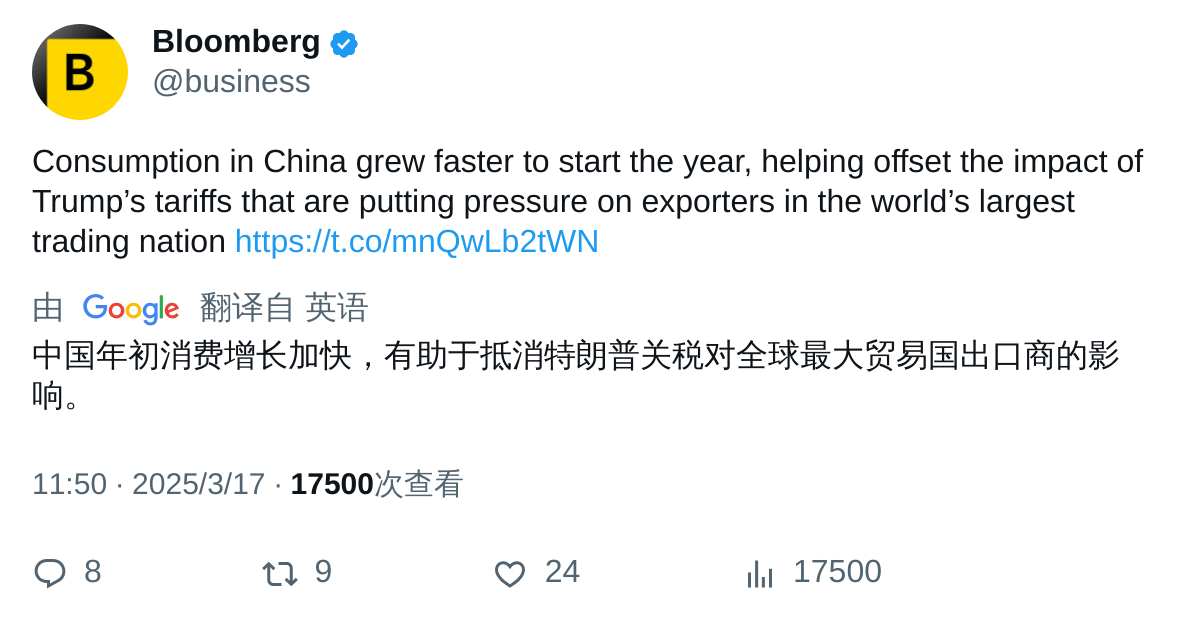 B
Bloomberg
@business
Consumption in China grew faster to start the year, helping offset the impact of
Trump’s tariffs that are putting pressure on exporters in the world’s largest
trading nation https://t.co/mnQwLb2tWN
由 Google 翻译自 英语
中国年初消费增长加快，有助于抵消特朗普关税对全球最大贸易国出口商的影
响。
11:50 · 2025/3/17 · 17500次查看
8 9 24 17500